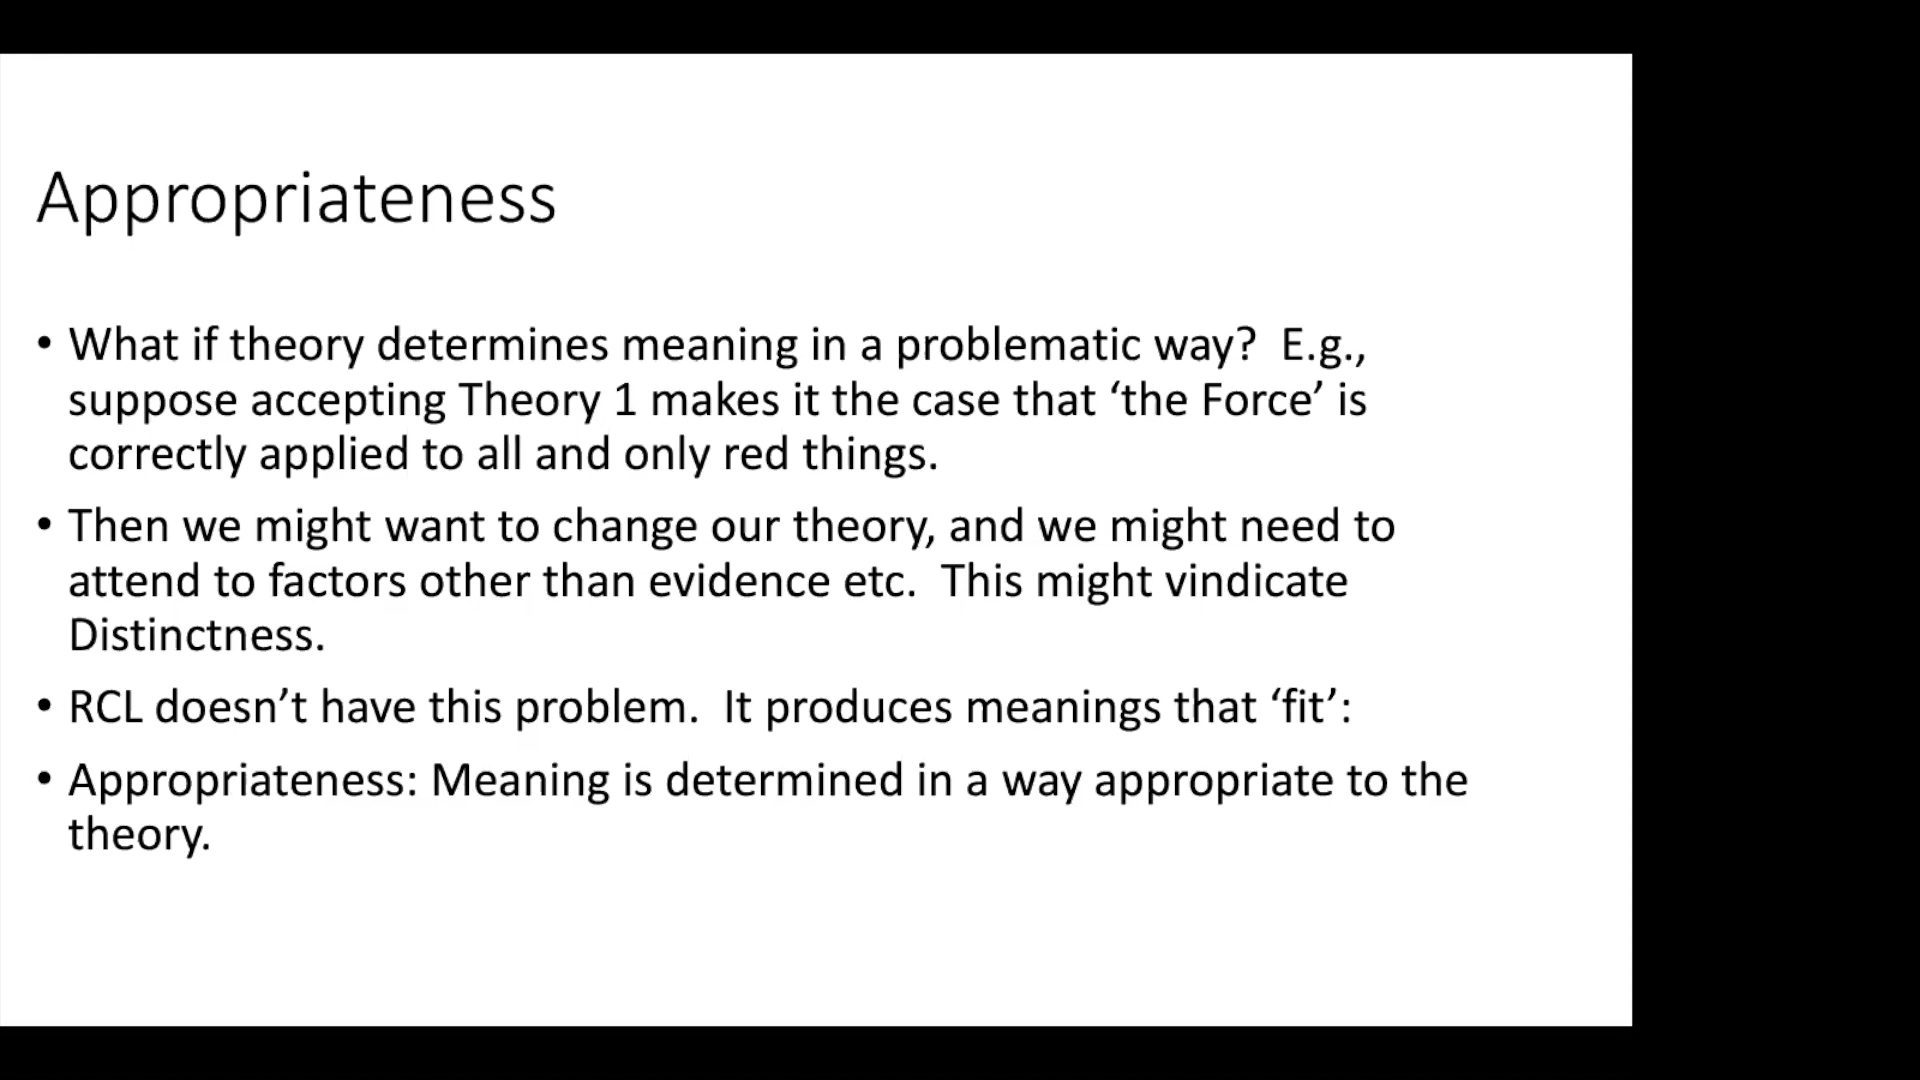 Appropriateness
• What if theory determines meaning in a problematic way?  E.g.,
suppose accepting Theory 1 makes it the case that ‘the Force’ is
correctly applied to all and only red things.
• Then we might want to change our theory, and we might need to
attend to factors other than evidence etc.  This might vindicate
Distinctness.
• RCL doesn’t have this problem.  It produces meanings that ‘fit’:
• Appropriateness: Meaning is determined in a way appropriate to the
theory.